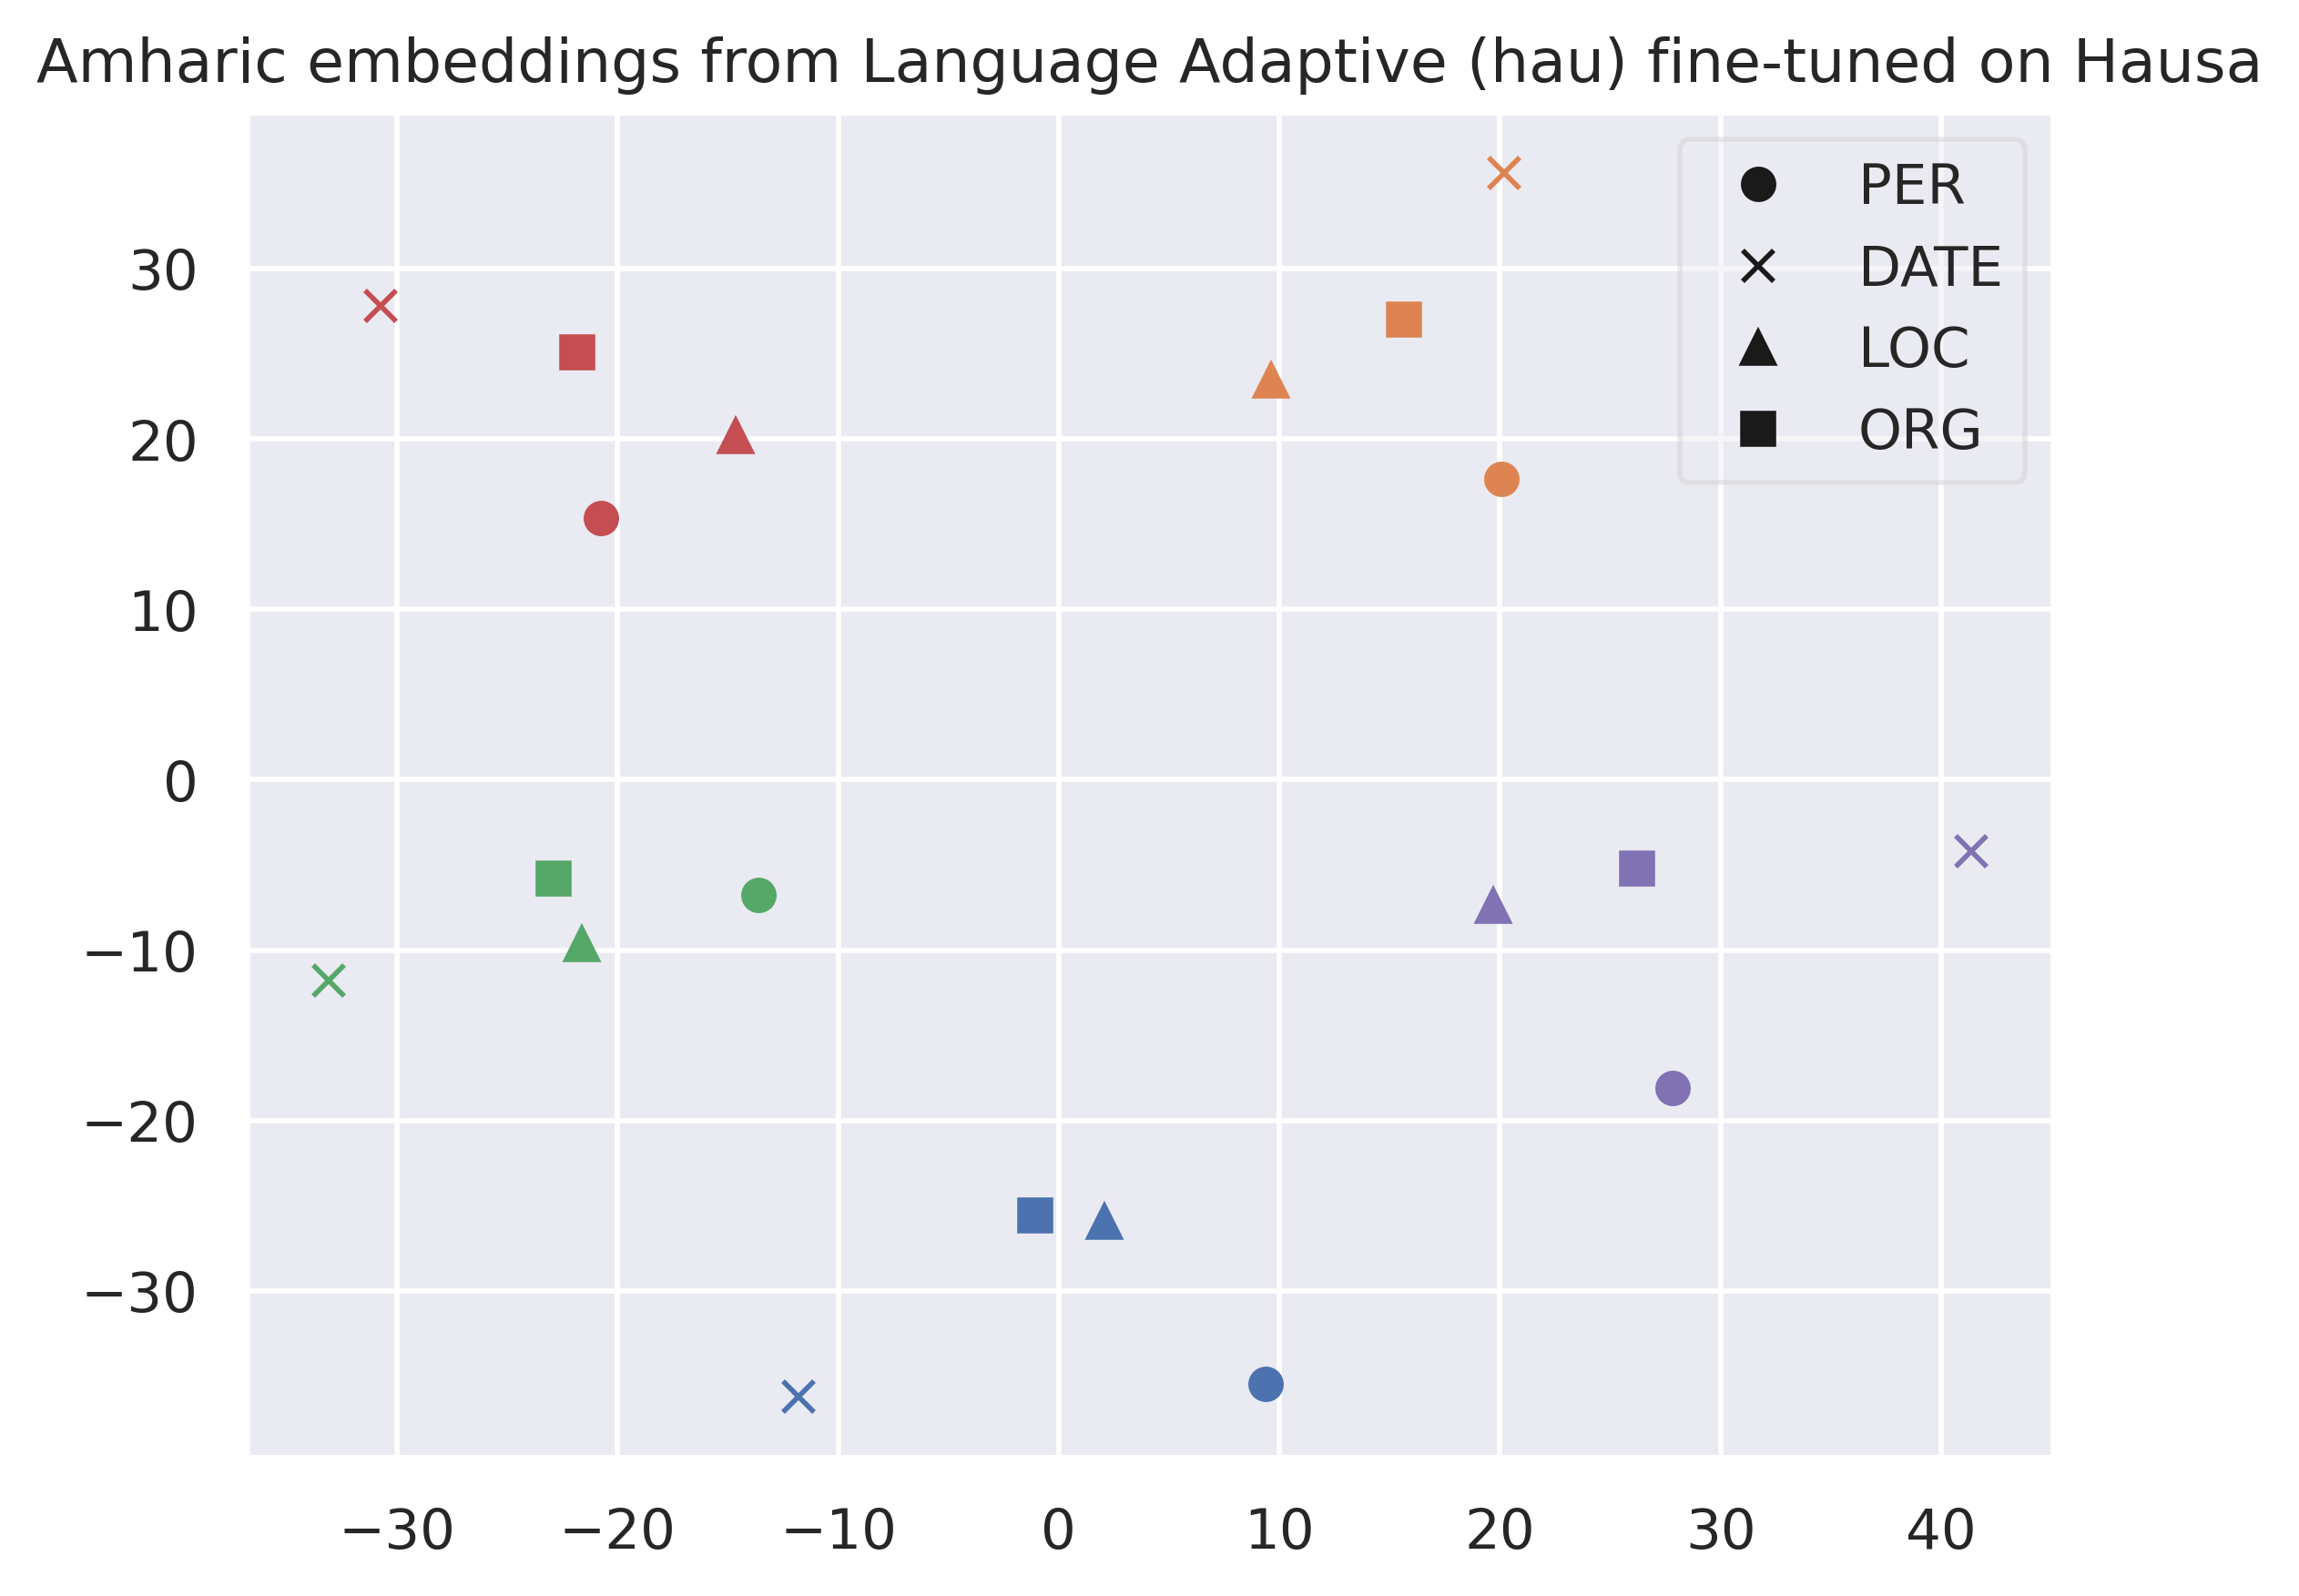 Amharic embeddings from Language Adaptive (hau) fine-tuned on Hausa
PER
DATE
LOC
ORG
30
20
10
0
−10
−20
−30
−30 −20 −10 0 10 20 30 40